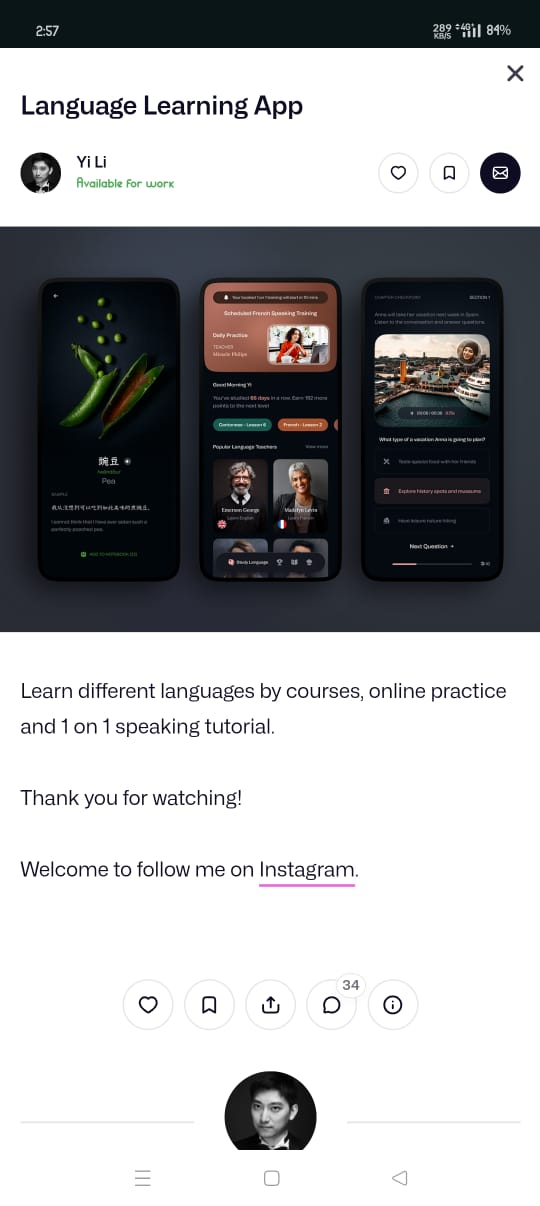 2:57
289 KB/S 4G+ 84%
Language Learning App
Yi Li
Available for work
豌豆
Pea
SAMPLE
我从没想到可以吃到如此美味的煮豌豆。
I cannot think that I have ever eaten such a
perfectly poached pea.
ADD TO NOTEBOOK
Your booked 1 on 1 training will start in 15 mins
Scheduled French Speaking Training
Daily Practice
TEACHER
Miracle Philips
Good Morning Yi
You've studied 66 days in a row. Earn 192 more
points to the next level
Cantonese - Lesson 6
French - Lesson 2
Popular Language Teachers
View more
Emerson George
Learn English
Madelyn Levin
Learn French
Study Language
CHAPTER CHECKPOINT
SECTION 1
Anna will take her vacation next week in Spain.
Listen to the conversation and answer questions.
What type of a vacation Anna is going to plan?
Taste special food with her friends
Explore history spots and museums
Have leisure nature hiking
Next Question →
Learn different languages by courses, online practice
and 1 on 1 speaking tutorial.
Thank you for watching!
Welcome to follow me on Instagram.
34